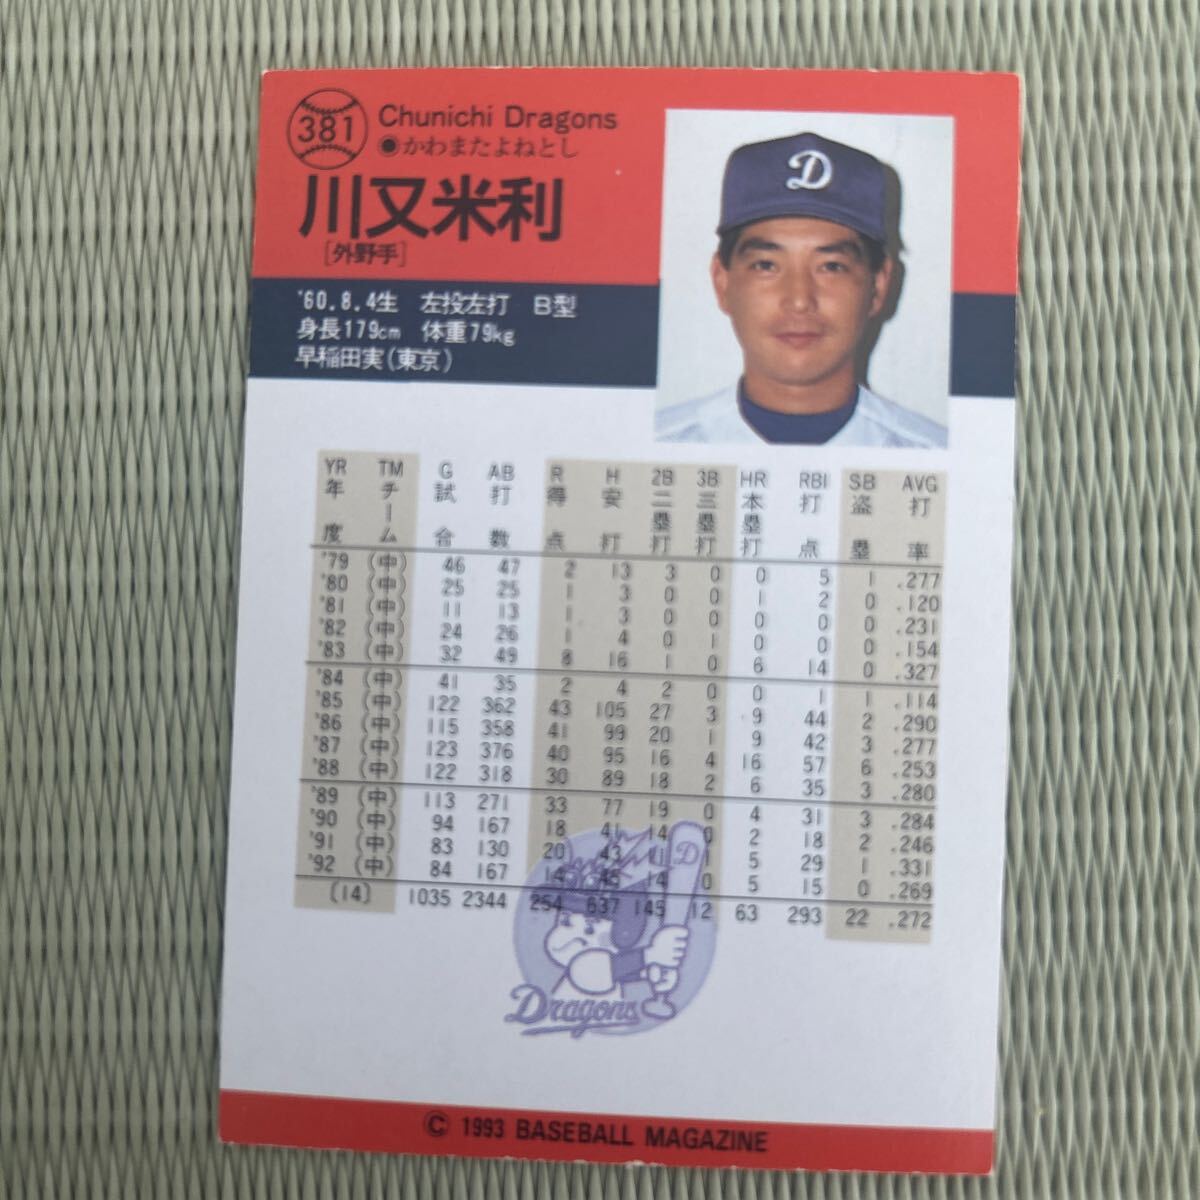 381
Chunichi Dragons
●かわまたよねとし
川又米利
[外野手]
D
'60.8.4生 左投左打 B型
身長179cm 体重79kg
早稲田実(東京)
YR TM G AB R H 2B 3B HR RBI SB AVG
年度 チーム 試合 打数 得点 安打 二塁打 三塁打 本塁打 打点 盗塁 打率
'79 (中) 46 47 2 13 3 0 0 5 1 .277
'80 (中) 25 25 1 3 0 0 1 2 0 .120
'81 (中) 11 13 1 3 0 0 0 0 0 .231
'82 (中) 24 26 1 4 0 1 0 0 0 .154
'83 (中) 32 49 8 16 1 0 6 14 0 .327
'84 (中) 41 35 2 4 2 0 0 1 1 .114
'85 (中) 122 362 43 105 27 3 9 44 2 .290
'86 (中) 115 358 41 99 20 1 9 42 3 .277
'87 (中) 123 376 40 95 16 4 16 57 6 .253
'88 (中) 122 318 30 89 18 2 6 35 3 .280
'89 (中) 113 271 33 77 19 0 4 31 3 .284
'90 (中) 94 167 18 41 14 0 2 18 2 .246
'91 (中) 83 130 20 43 11 1 5 29 1 .331
'92 (中) 84 167 14 45 14 0 5 15 0 .269
(14) 1035 2344 254 637 145 12 63 293 22 .272
D
Dragons
© 1993 BASEBALL MAGAZINE